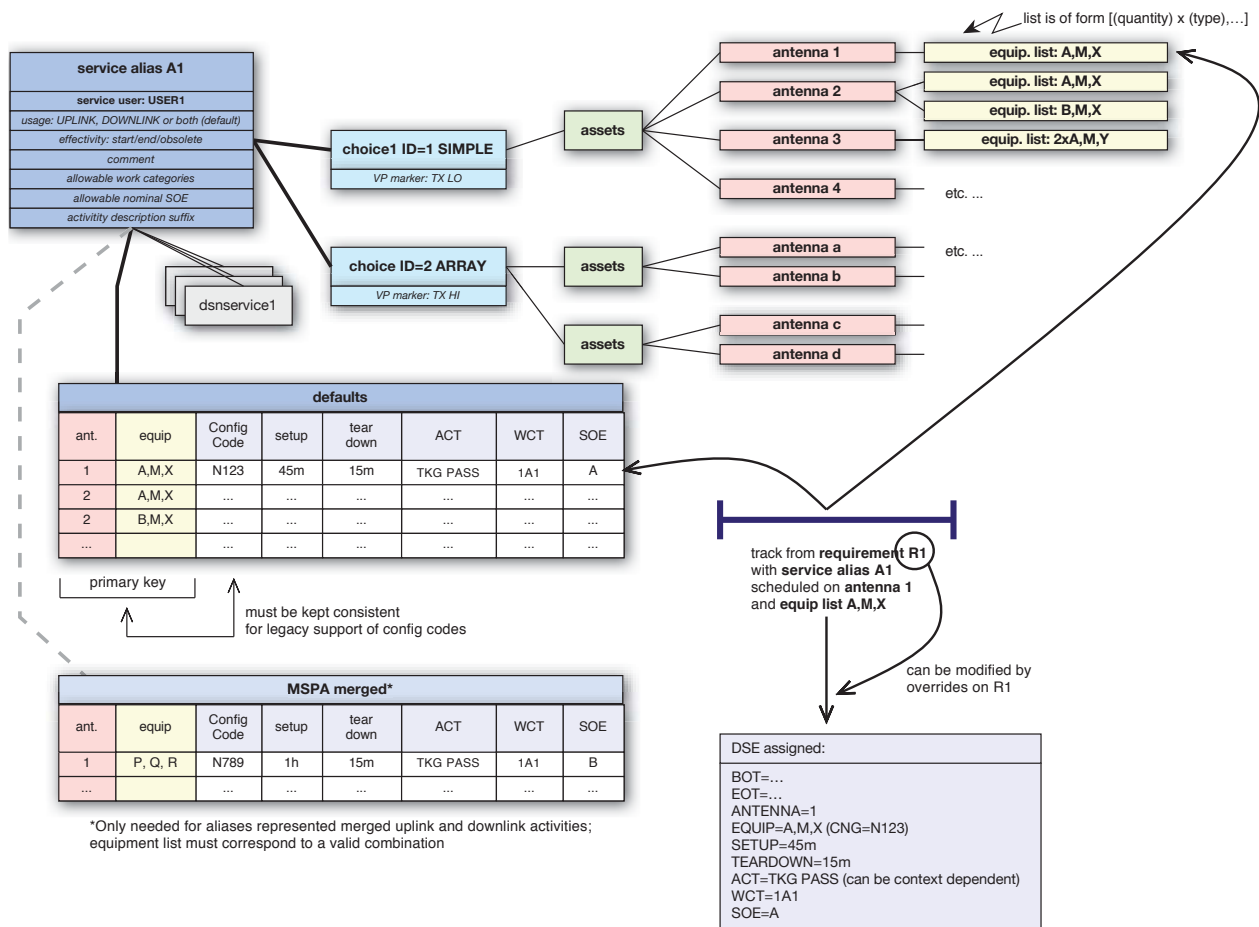 list is of form [(quantity) x (type),…]
service alias A1
service user: USER1
usage: UPLINK, DOWNLINK or both (default)
effectivity: start/end/obsolete
comment
allowable work categories
allowable nominal SOE
activitity description suffix
dsnservice1
choice1 ID=1 SIMPLE
VP marker: TX LO
choice ID=2 ARRAY
VP marker: TX HI
assets
assets
assets
antenna 1
antenna 2
antenna 3
antenna 4
antenna a
antenna b
antenna c
antenna d
equip. list: A,M,X
equip. list: A,M,X
equip. list: B,M,X
equip. list: 2xA,M,Y
etc. ...
etc. ...
defaults
ant. equip Config Code setup tear down ACT WCT SOE
1 A,M,X N123 45m 15m TKG PASS 1A1 A
2 A,M,X ... ... ... ... ... ...
2 B,M,X ... ... ... ... ... ...
... ... ... ... ... ... ...
primary key
must be kept consistent
for legacy support of config codes
track from requirement R1
with service alias A1
scheduled on antenna 1
and equip list A,M,X
can be modified by
overrides on R1
MSPA merged*
ant. equip Config Code setup tear down ACT WCT SOE
1 P, Q, R N789 1h 15m TKG PASS 1A1 B
... ... ... ... ... ... ...
*Only needed for aliases represented merged uplink and downlink activities;
equipment list must correspond to a valid combination
DSE assigned:
BOT=…
EOT=…
ANTENNA=1
EQUIP=A,M,X (CNG=N123)
SETUP=45m
TEARDOWN=15m
ACT=TKG PASS (can be context dependent)
WCT=1A1
SOE=A